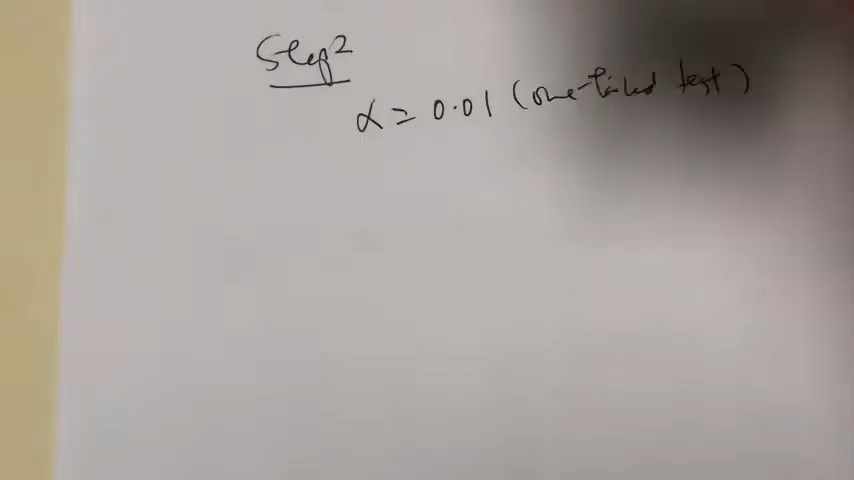 Step 2
α = 0.01 (one-tailed test)